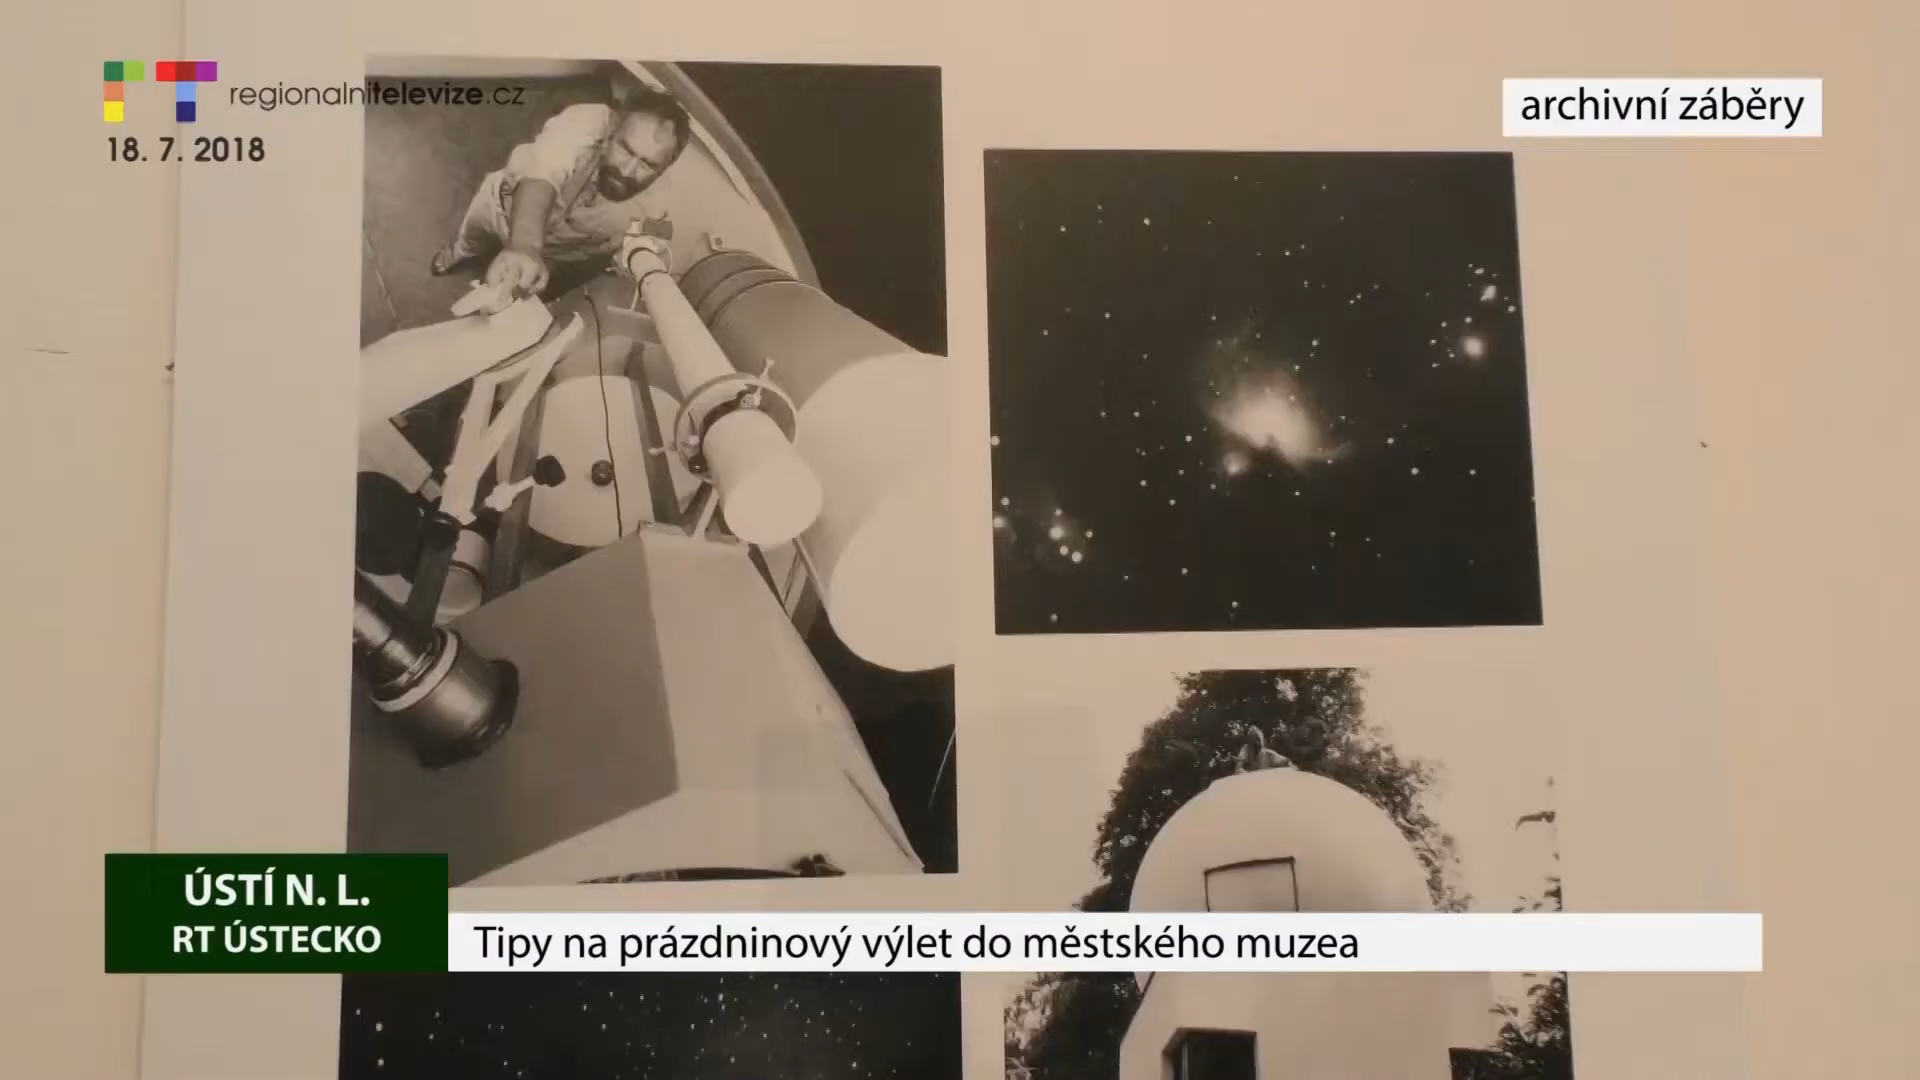 regionalnitelevize.cz
18. 7. 2018
archivní záběry
ÚSTÍ N. L.
RT ÚSTECKO
Tipy na prázdninový výlet do městského muzea